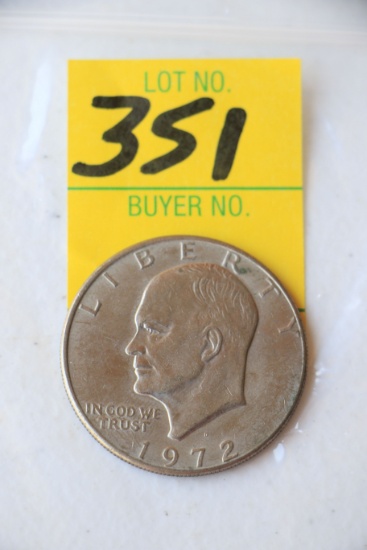 LOT NO.
351
BUYER NO.
LIBERTY
IN GOD WE
TRUST
1972